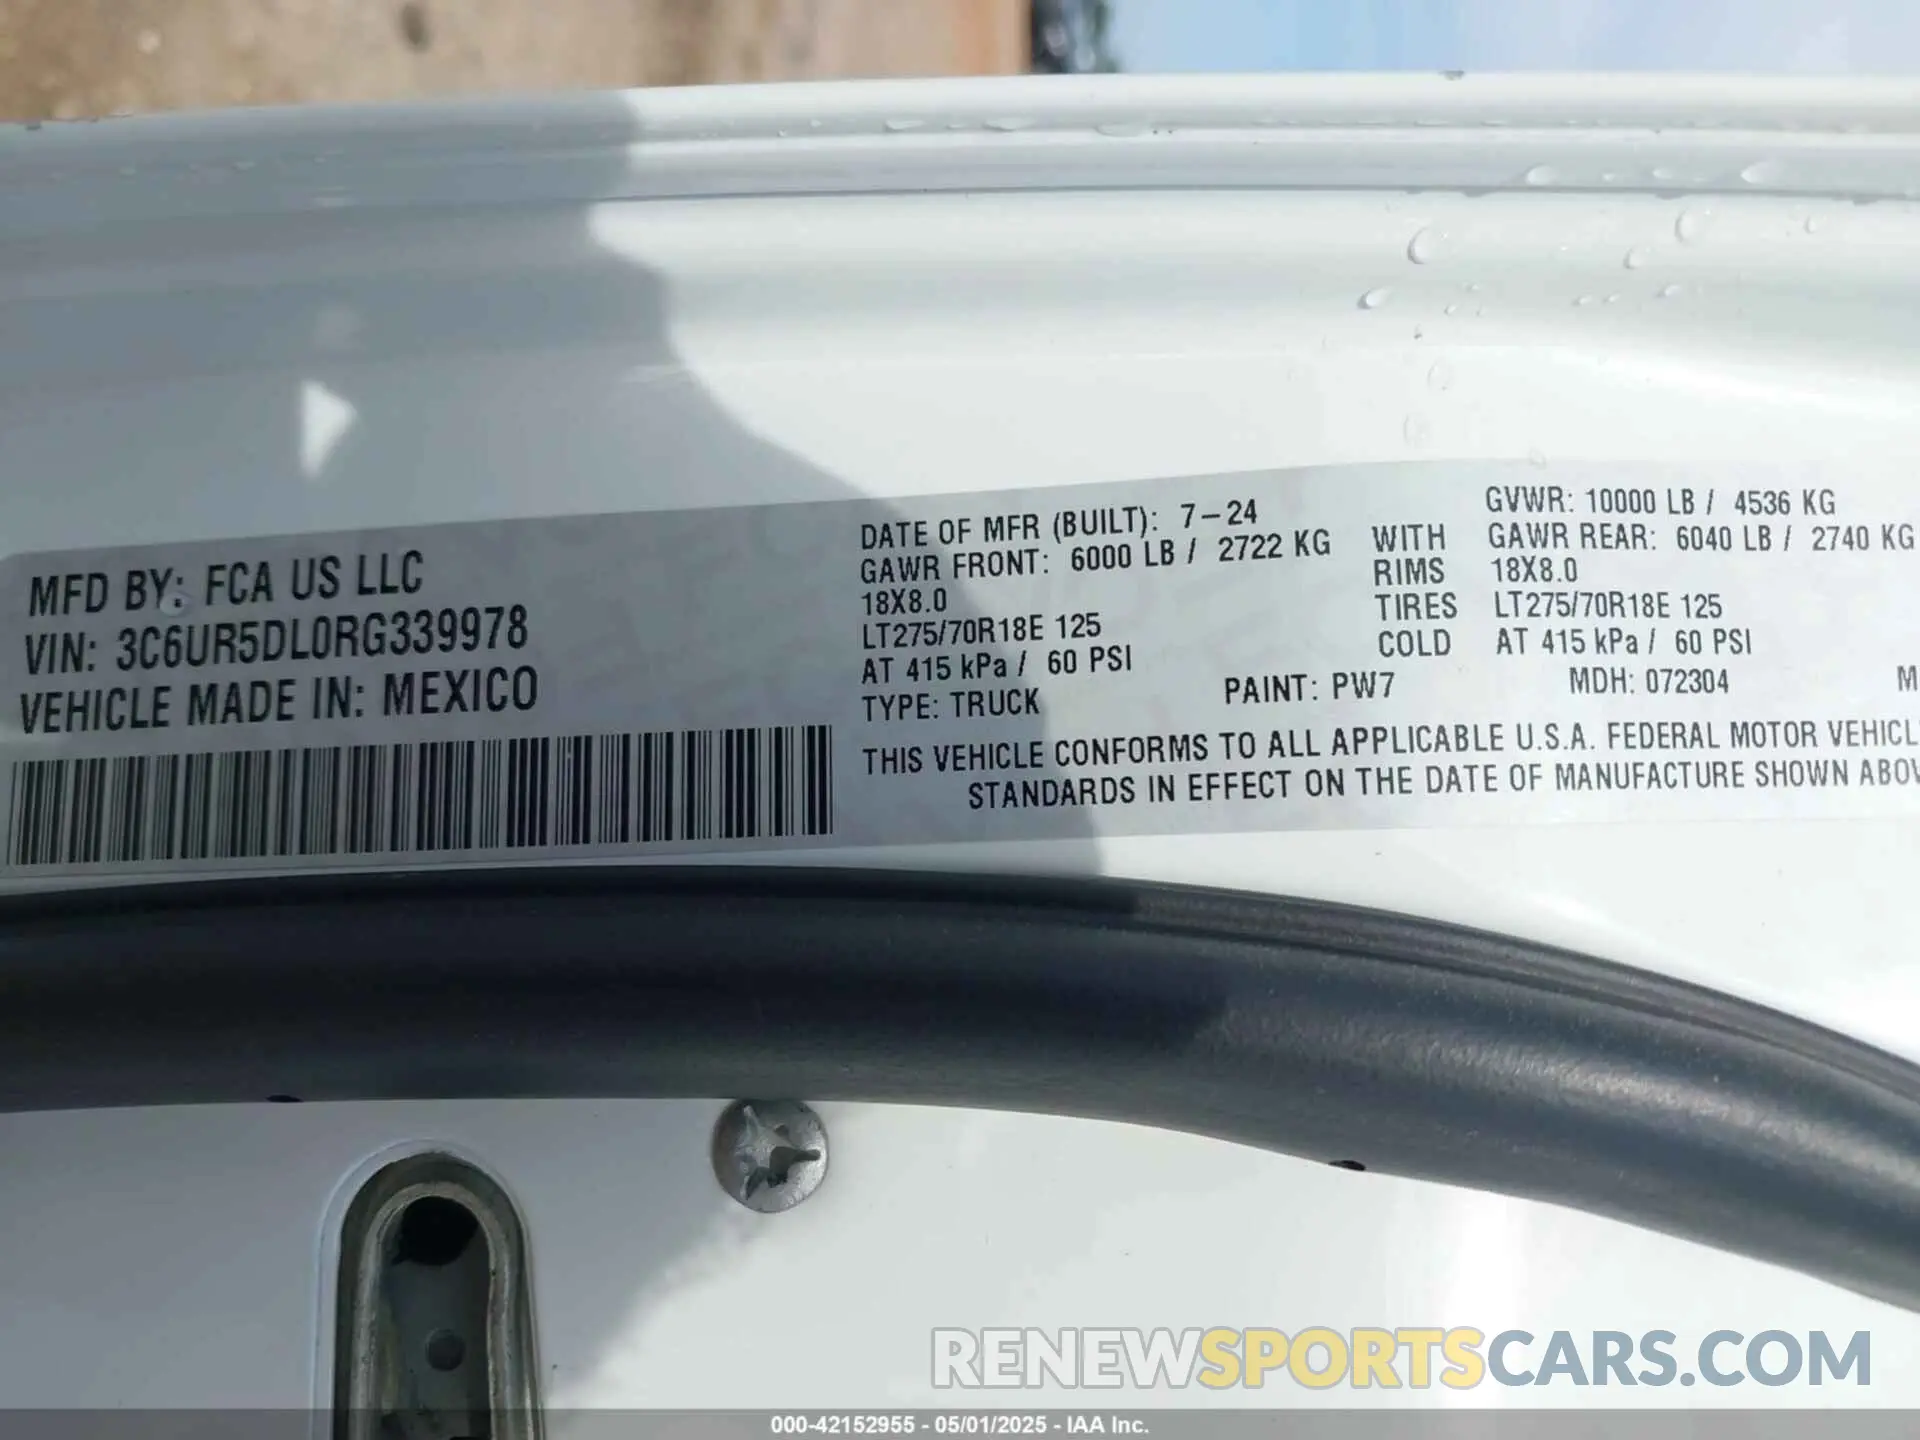 MFD BY: FCA US LLC
VIN: 3C6UR5DL0RG339978
VEHICLE MADE IN: MEXICO
DATE OF MFR (BUILT): 7-24
GVWR: 10000 LB / 4536 KG
GAWR FRONT: 6000 LB / 2722 KG WITH GAWR REAR: 6040 LB / 2740 KG
18X8.0 RIMS 18X8.0
LT275/70R18E 125 TIRES LT275/70R18E 125
AT 415 kPa / 60 PSI COLD AT 415 kPa / 60 PSI
TYPE: TRUCK PAINT: PW7 MDH: 072304 M
THIS VEHICLE CONFORMS TO ALL APPLICABLE U.S.A. FEDERAL MOTOR VEHICL
STANDARDS IN EFFECT ON THE DATE OF MANUFACTURE SHOWN ABOV
RENEWSPORTSCARS.COM
000-42152955 - 05/01/2025 - IAA Inc.